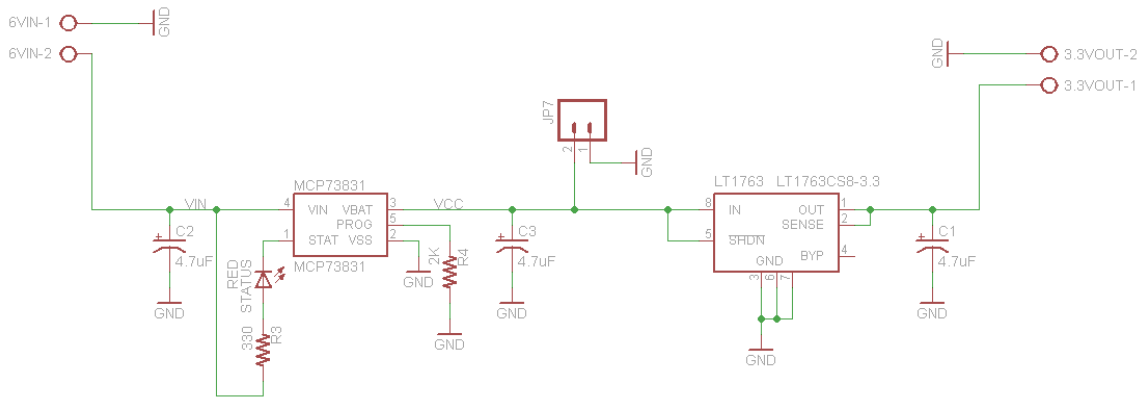 6VIN-1
GND
6VIN-2
GND
3.3VOUT-2
3.3VOUT-1
JP7
2
1
GND
MCP73831
LT1763
LT1763CS8-3.3
VIN
4
VIN
VBAT
3
VCC
8
IN
OUT
1
PROG
5
SENSE
2
1
STAT
VSS
2
5
SHDN
BYP
4
GND
C2
4.7uF
MCP73831
GND
2K
R4
C3
4.7uF
3
6
7
C1
4.7uF
RED
STATUS
GND
GND
GND
GND
330
R3
GND
GND